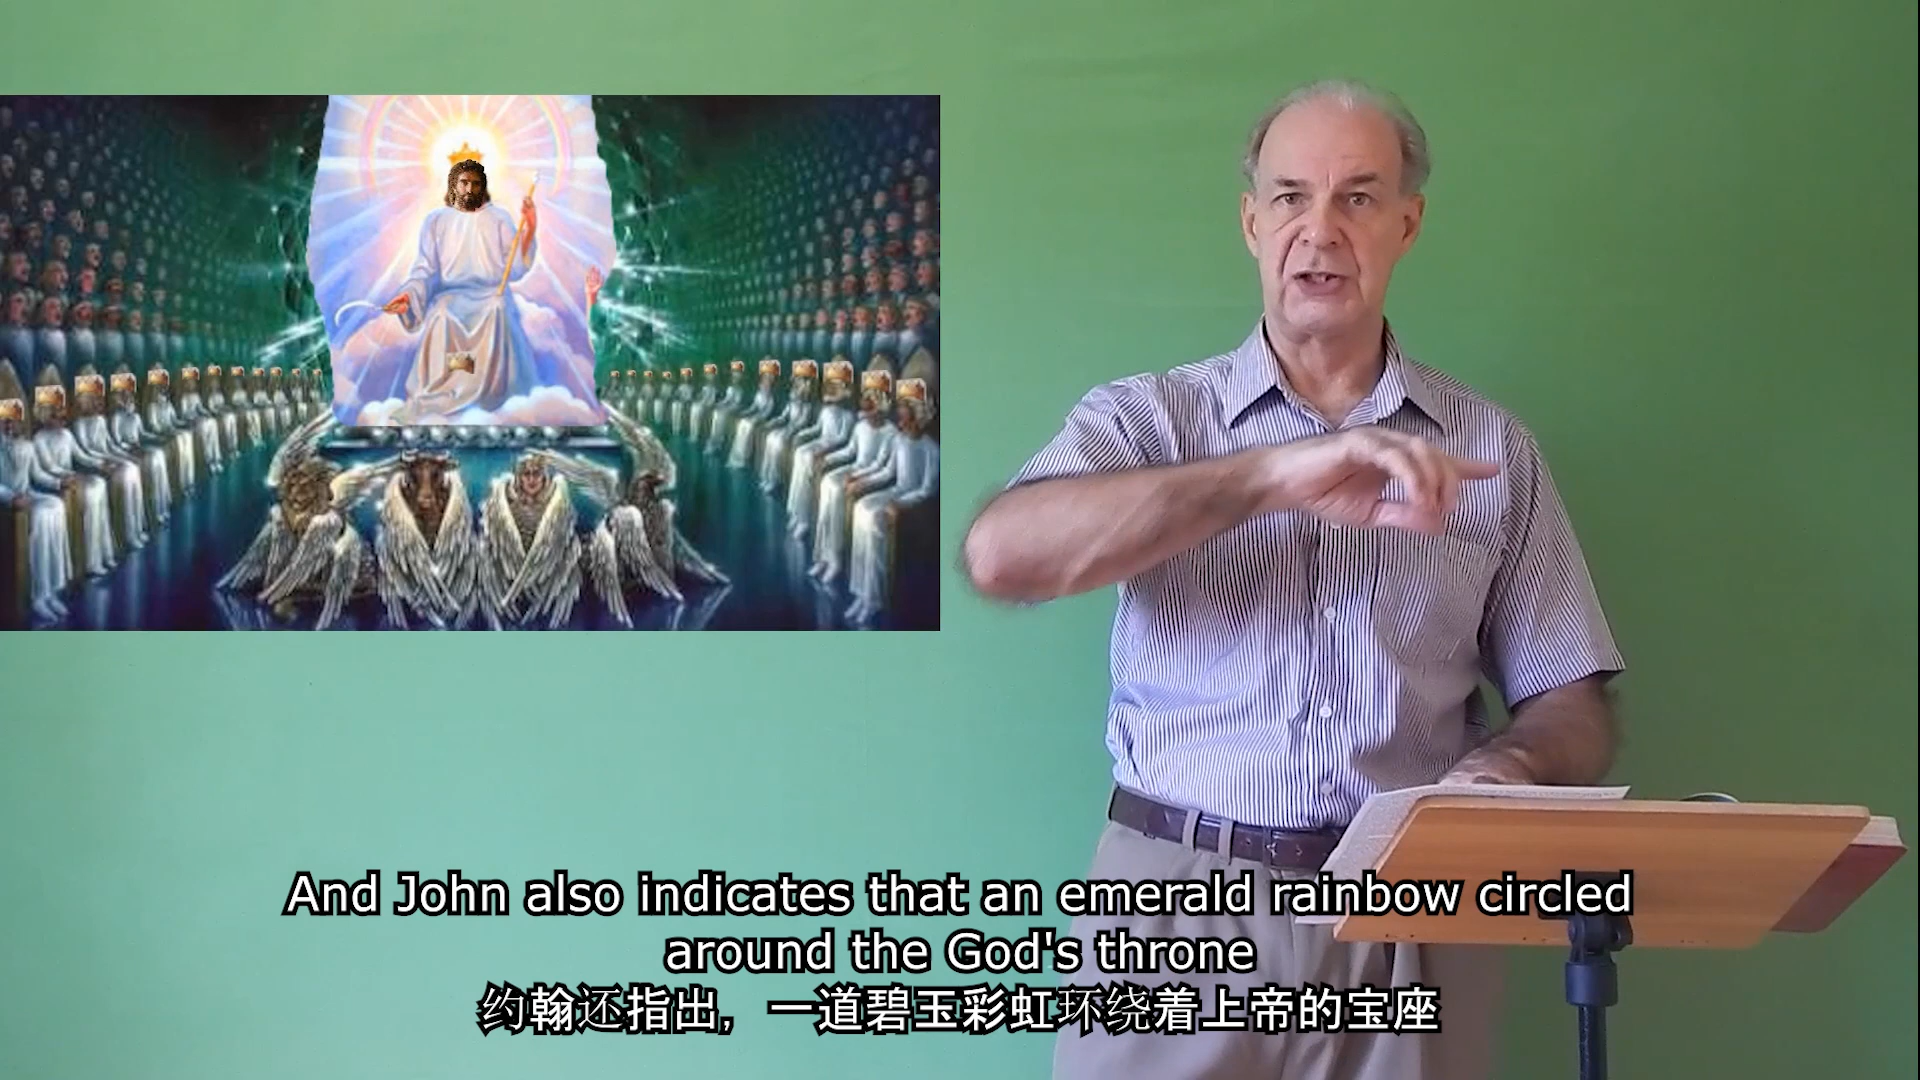 And John also indicates that an emerald rainbow circled
around the God's throne
约翰还指出，一道碧玉彩虹环绕着上帝的宝座